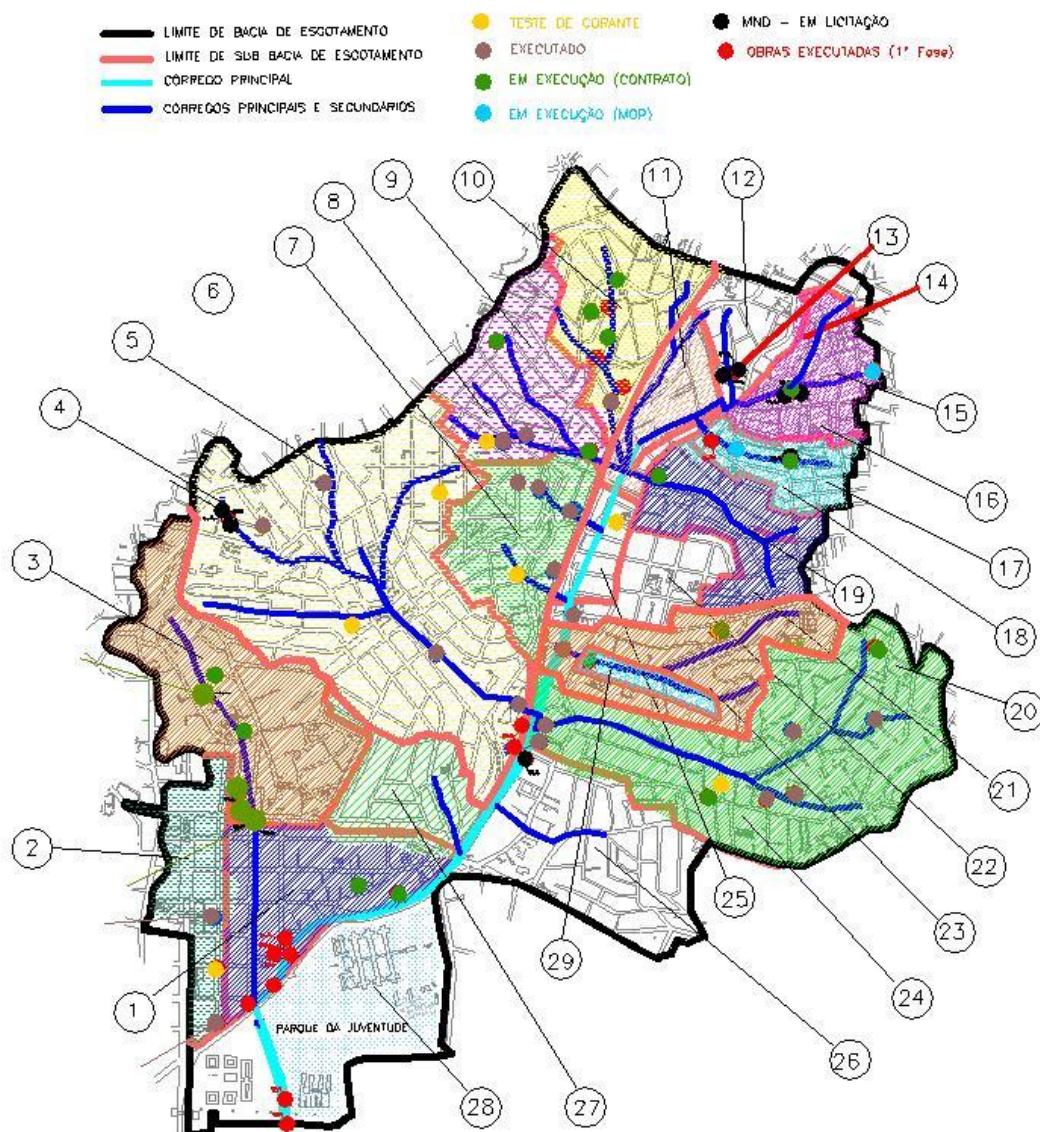 LIMITE DE BACIA DE ESGOTAMENTO
LIMITE DE SUB BACIA DE ESGOTAMENTO
CÓRREGO PRINCIPAL
CÓRREGOS PRINCIPAIS E SECUNDÁRIOS
TESTE DE CORANTE
EXECUTADO
EM EXECUÇÃO (CONTRATO)
EM EXECUÇÃO (MOP)
MND - EM LICITAÇÃO
OBRAS EXECUTADAS (1ª Fase)
1
2
3
4
5
6
7
8
9
10
11
12
13
14
15
16
17
18
19
20
21
22
23
24
25
26
27
28
29
PARQUE DA JUVENTUDE